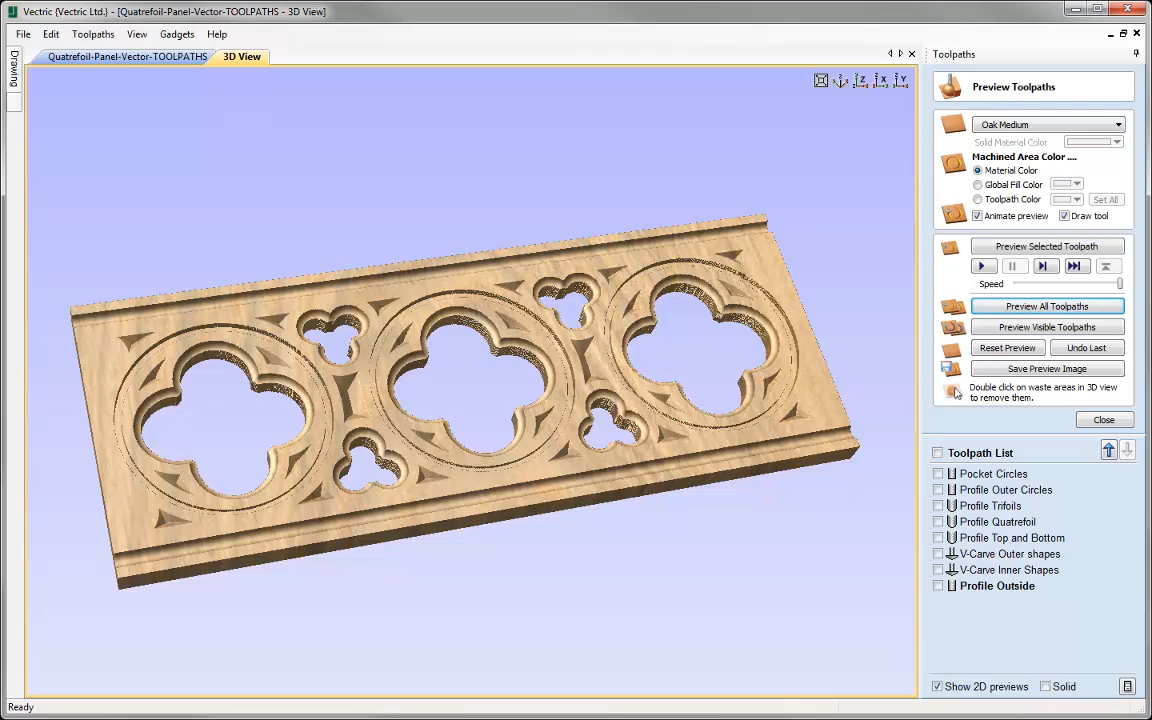 Vectric {Vectric Ltd.} - [Quatrefoil-Panel-Vector-TOOLPATHS - 3D View]
File Edit Toolpaths View Gadgets Help
Drawing
Quatrefoil-Panel-Vector-TOOLPATHS 3D View
Toolpaths
Preview Toolpaths
Oak Medium
Solid Material Color
Machined Area Color ....
Material Color
Global Fill Color
Toolpath Color Set All
Animate preview Draw tool
Preview Selected Toolpath
Speed
Preview All Toolpaths
Preview Visible Toolpaths
Reset Preview Undo Last
Save Preview Image
Double click on waste areas in 3D view
to remove them.
Close
Toolpath List
Pocket Circles
Profile Outer Circles
Profile Trifoils
Profile Quatrefoil
Profile Top and Bottom
V-Carve Outer shapes
V-Carve Inner Shapes
Profile Outside
Show 2D previews Solid
Ready